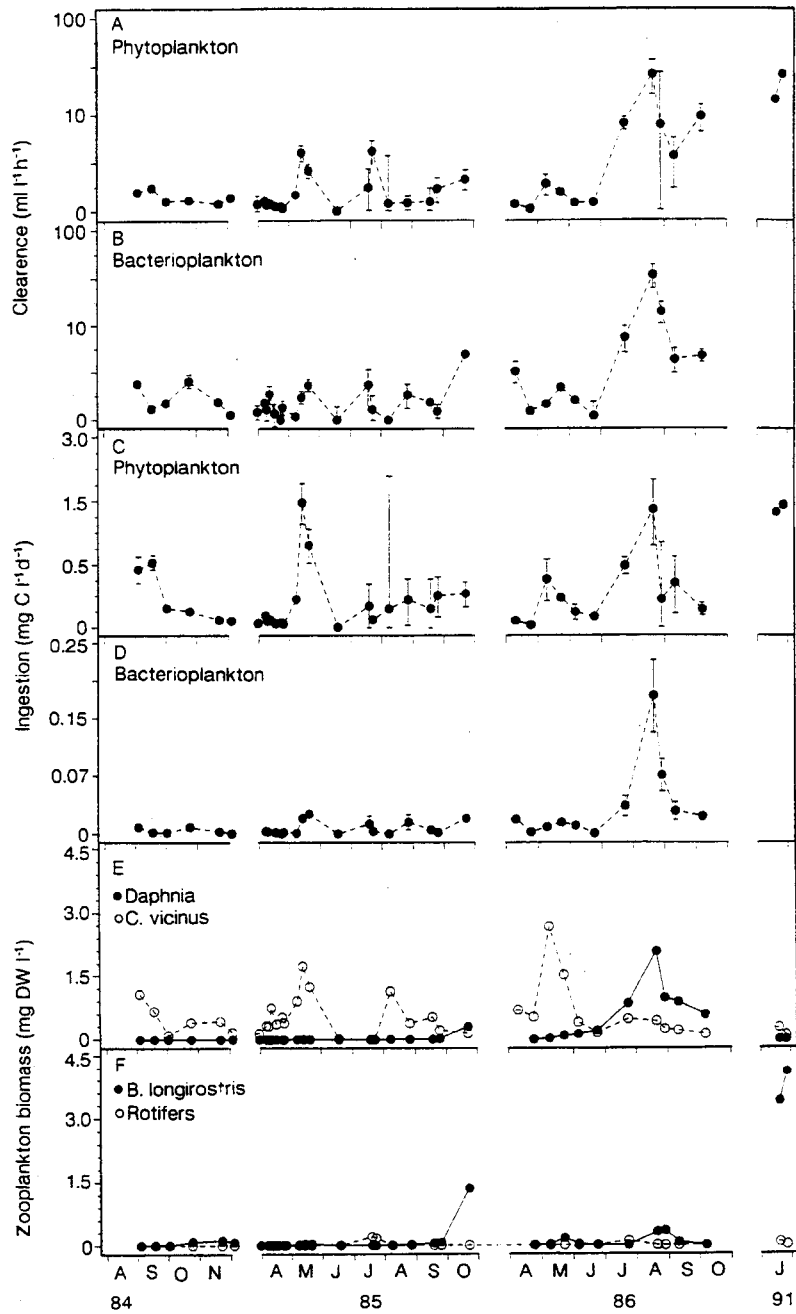 Clearence (ml l⁻¹h⁻¹)
100
10
0
A
Phytoplankton
100
10
0
B
Bacterioplankton
Ingestion (mg C l⁻¹d⁻¹)
3.0
1.5
0.5
0
C
Phytoplankton
0.25
0.15
0.07
0
D
Bacterioplankton
Zooplankton biomass (mg DW l⁻¹)
4.5
3.0
1.5
0
E
Daphnia
C. vicinus
4.5
3.0
1.5
0
F
B. longirostris
Rotifers
A S O N A M J J A S O A M J J A S O J
84 85 86 91